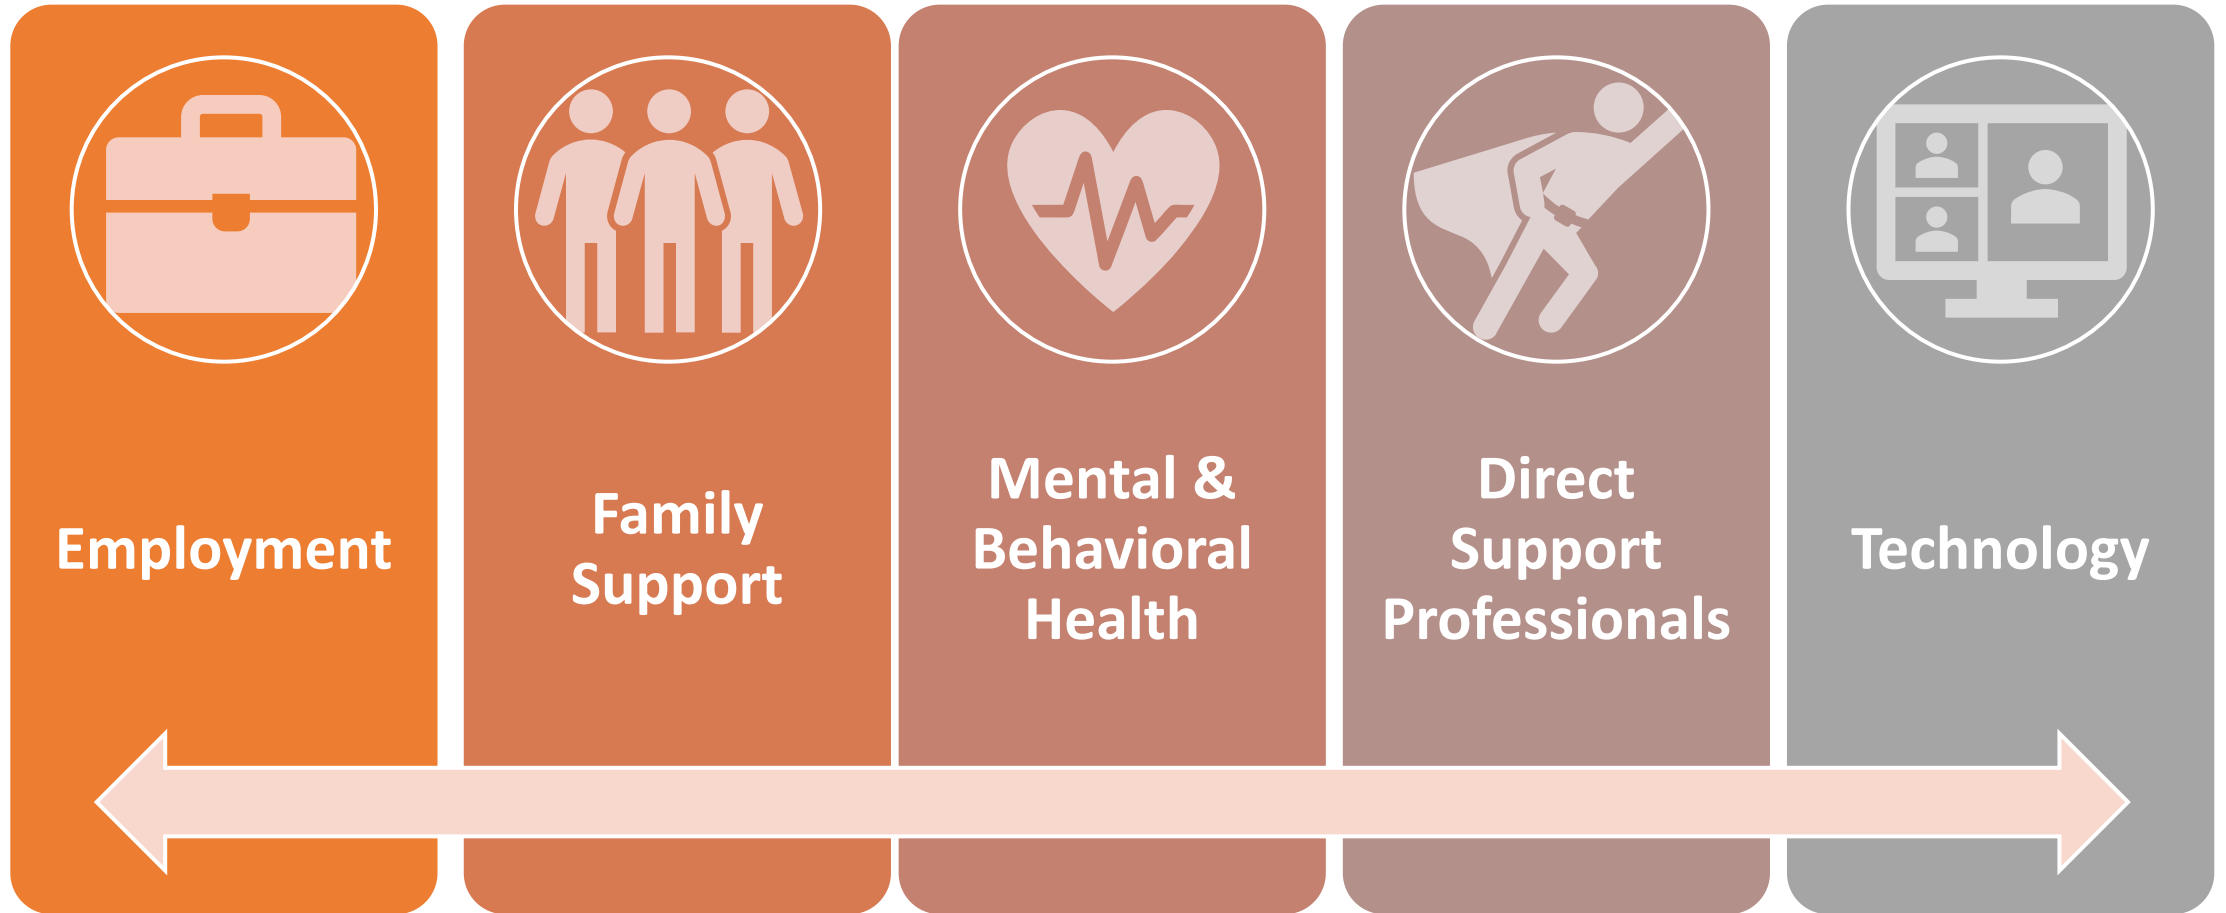 Employment
Family
Support
Mental &
Behavioral
Health
Direct
Support
Professionals
Technology